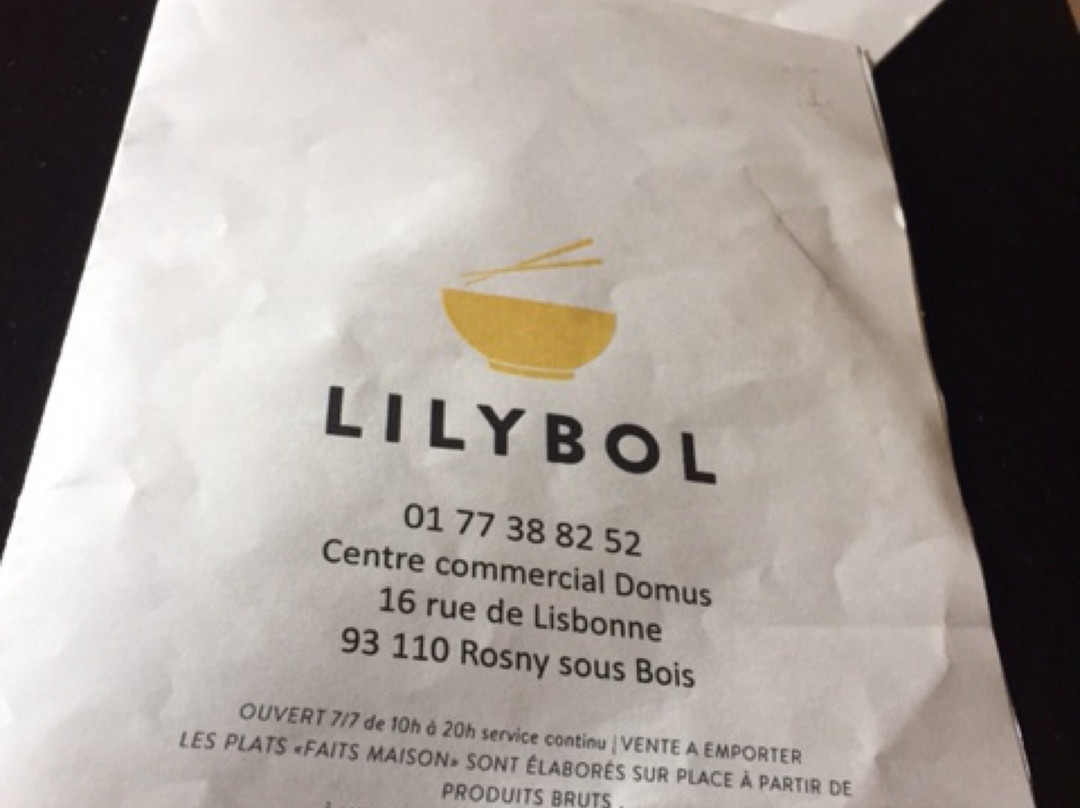 LILYBOL
01 77 38 82 52
Centre commercial Domus
16 rue de Lisbonne
93 110 Rosny sous Bois
OUVERT 7/7 de 10h à 20h service continu | VENTE A EMPORTER
LES PLATS «FAITS MAISON» SONT ÉLABORÉS SUR PLACE À PARTIR DE
PRODUITS BRUTS .